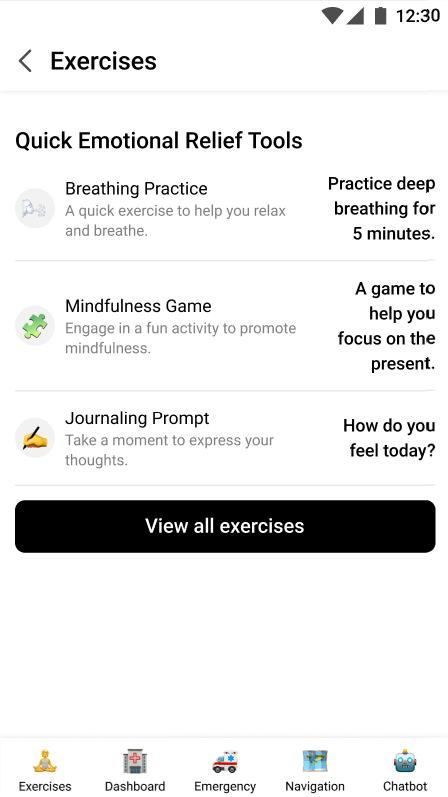 12:30
Exercises
Quick Emotional Relief Tools
Breathing Practice
A quick exercise to help you relax
and breathe.
Practice deep
breathing for
5 minutes.
Mindfulness Game
Engage in a fun activity to promote
mindfulness.
A game to
help you
focus on the
present.
Journaling Prompt
Take a moment to express your
thoughts.
How do you
feel today?
View all exercises
Exercises
Dashboard
Emergency
Navigation
Chatbot